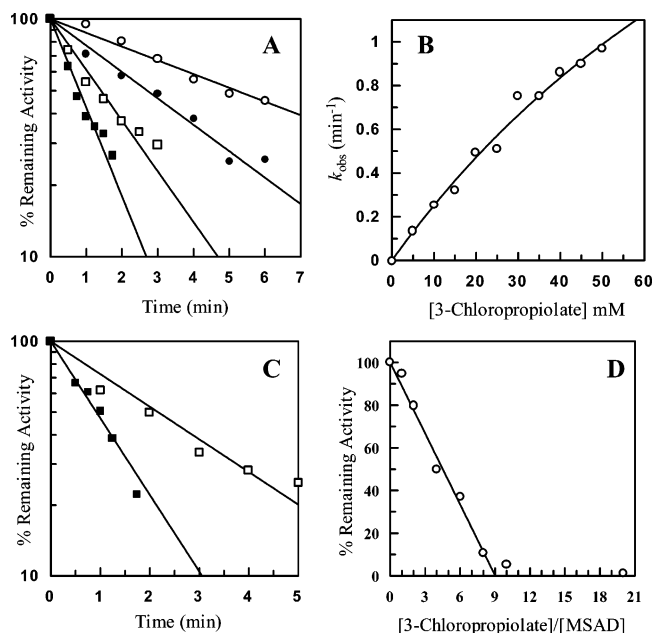 A
100
10
% Remaining Activity
0 1 2 3 4 5 6 7
Time (min)
B
1
0.8
0.6
0.4
0.2
0
k_obs (min⁻¹)
0 10 20 30 40 50 60
[3-Chloropropiolate] mM
C
100
10
% Remaining Activity
0 1 2 3 4 5
Time (min)
D
100
80
60
40
20
0
% Remaining Activity
0 3 6 9 12 15 18 21
[3-Chloropropiolate]/[MSAD]